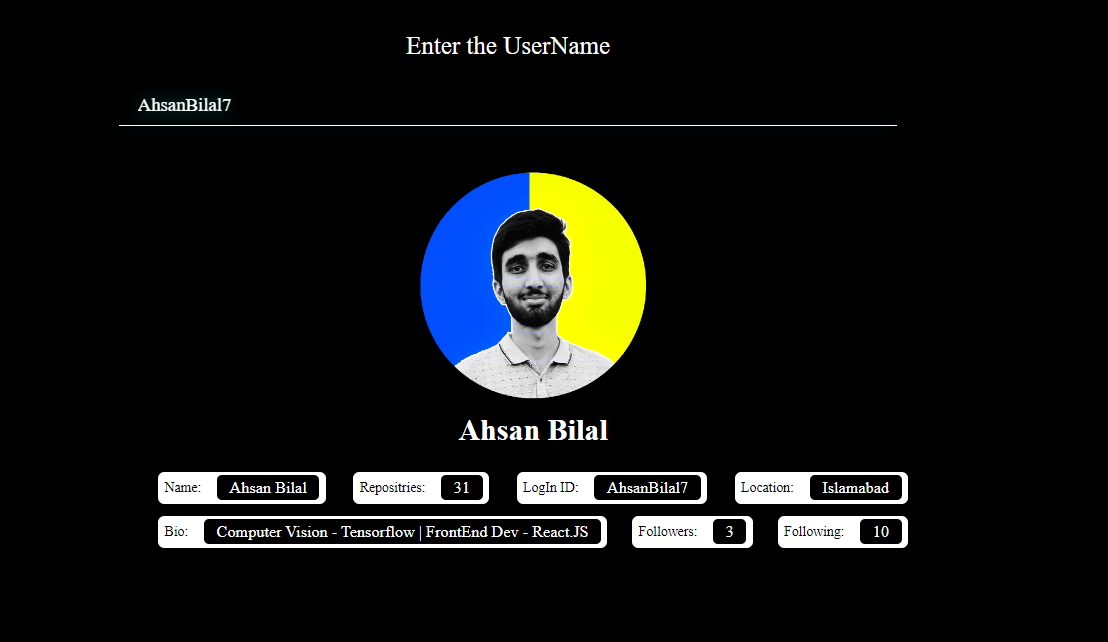 Enter the UserName
AhsanBilal7
Ahsan Bilal
Name: Ahsan Bilal Repositries: 31 LogIn ID: AhsanBilal7 Location: Islamabad
Bio: Computer Vision - Tensorflow | FrontEnd Dev - React.JS Followers: 3 Following: 10